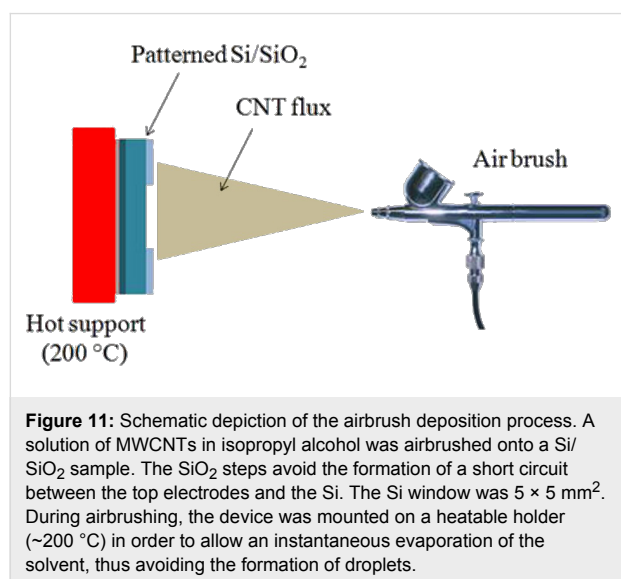 Patterned Si/SiO₂
CNT flux
Air brush
Hot support
(200 °C)
Figure 11: Schematic depiction of the airbrush deposition process. A
solution of MWCNTs in isopropyl alcohol was airbrushed onto a Si/
SiO₂ sample. The SiO₂ steps avoid the formation of a short circuit
between the top electrodes and the Si. The Si window was 5 × 5 mm².
During airbrushing, the device was mounted on a heatable holder
(~200 °C) in order to allow an instantaneous evaporation of the
solvent, thus avoiding the formation of droplets.